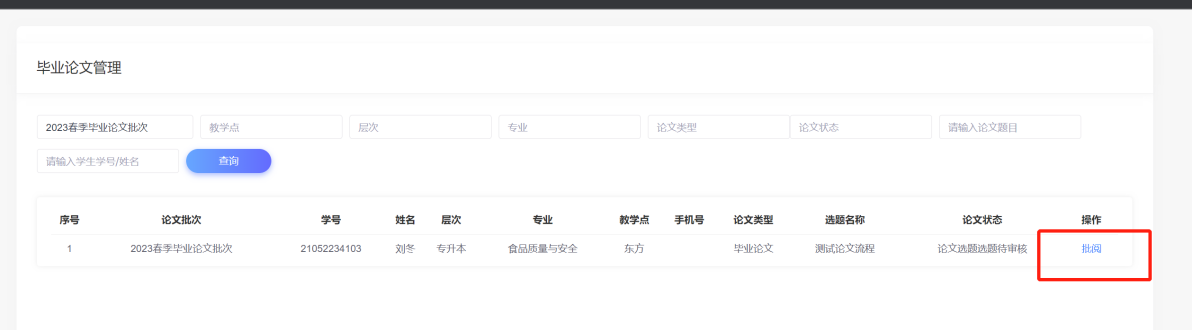 毕业论文管理
2023春季毕业论文批次 教学点 层次 专业 论文类型 论文状态 请输入论文题目
请输入学生学号/姓名 查询
序号 论文批次 学号 姓名 层次 专业 教学点 手机号 论文类型 选题名称 论文状态 操作
1 2023春季毕业论文批次 21052234103 刘冬 专升本 食品质量与安全 东方 毕业论文 测试论文流程 论文选题选题待审核 批阅